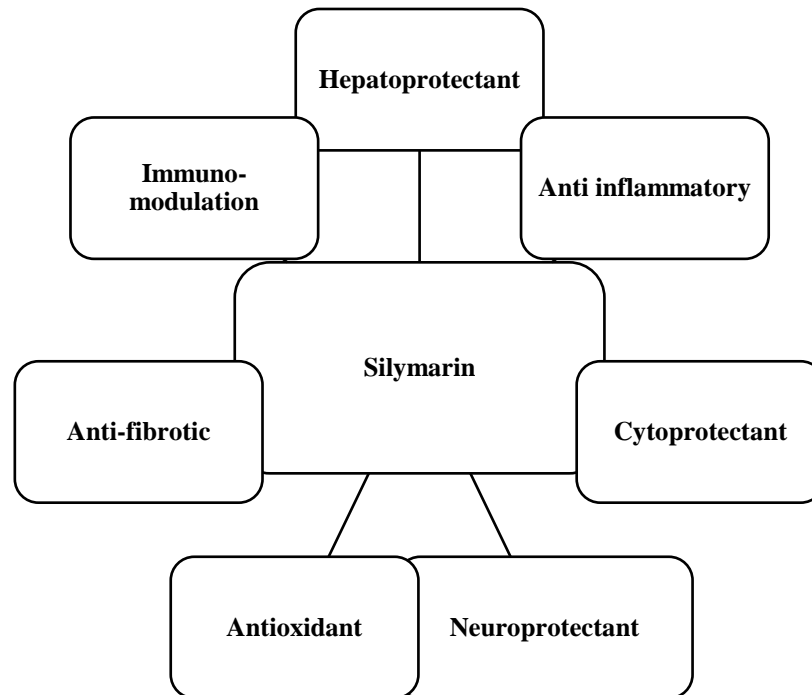 Hepatoprotectant
Immuno-
modulation
Anti inflammatory
Silymarin
Anti-fibrotic
Cytoprotectant
Antioxidant
Neuroprotectant